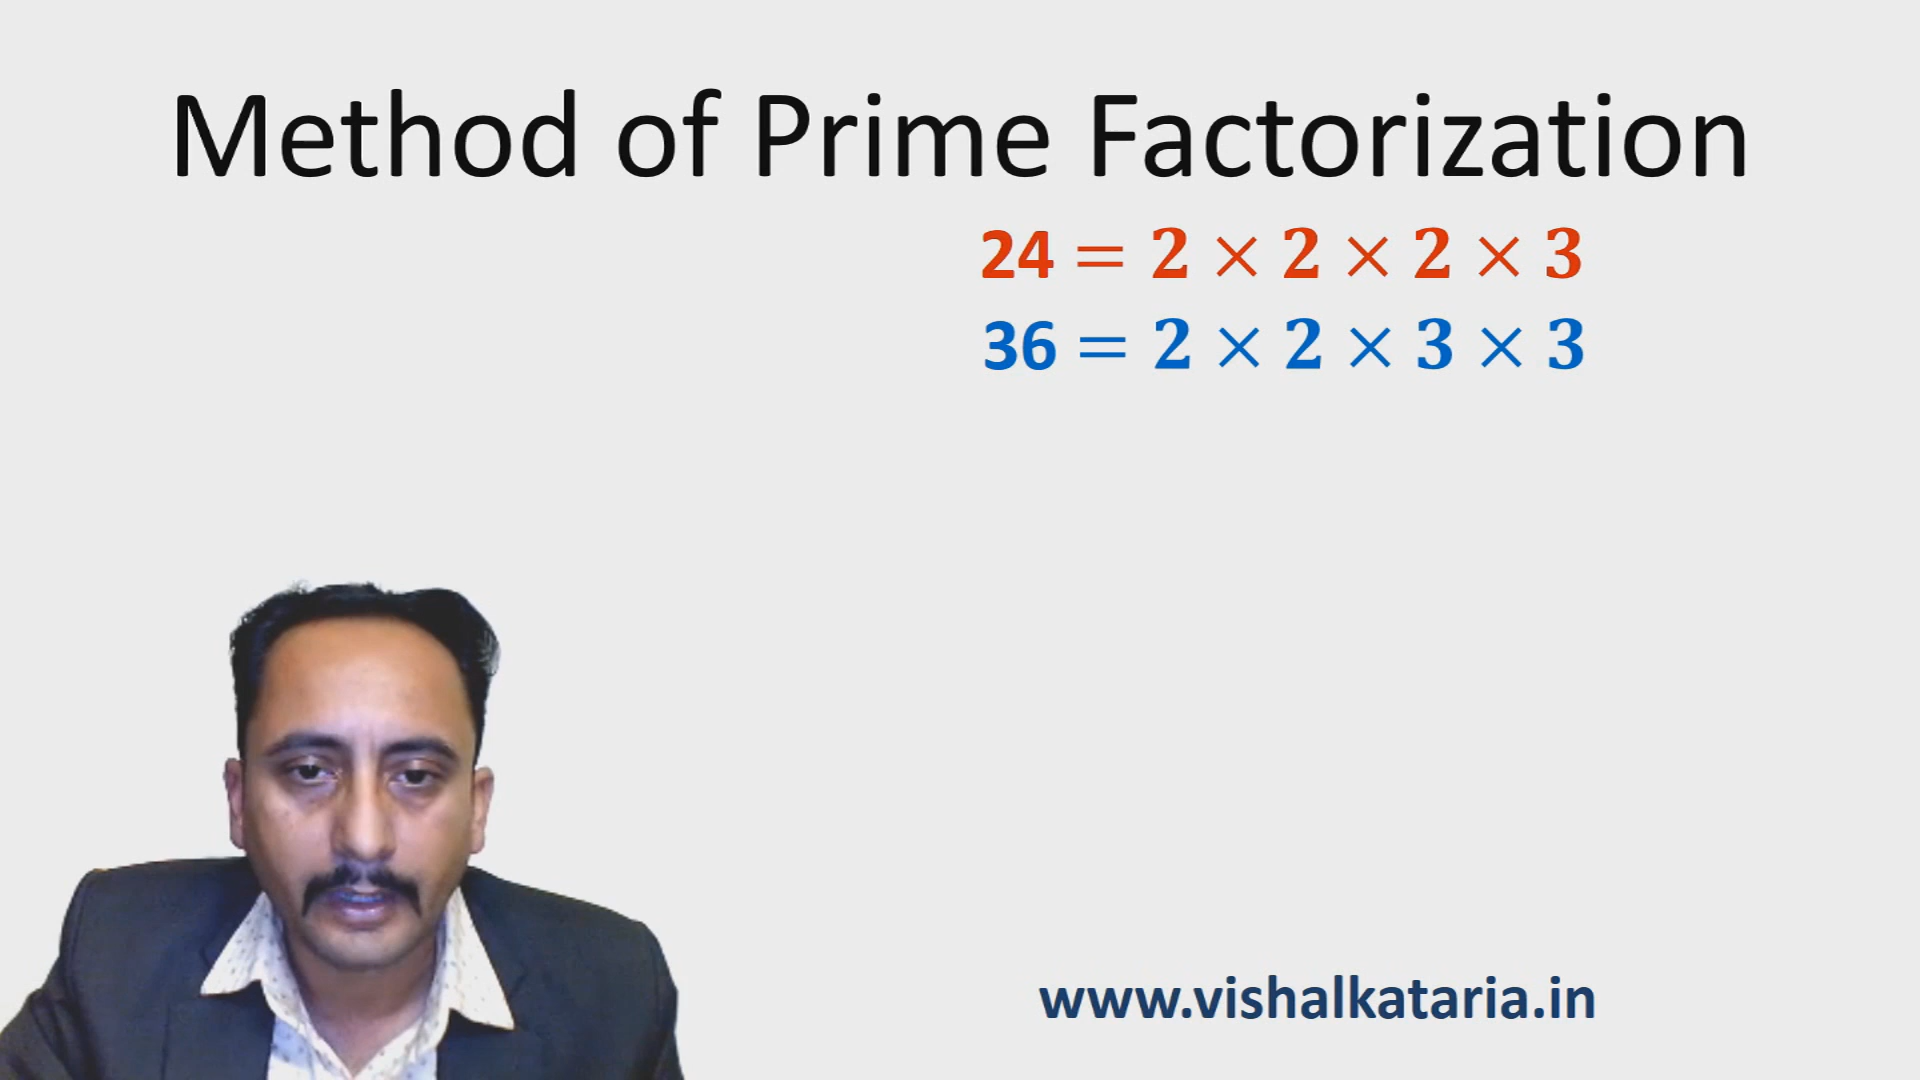 Method of Prime Factorization
24 = 2 × 2 × 2 × 3
36 = 2 × 2 × 3 × 3
www.vishalkataria.in